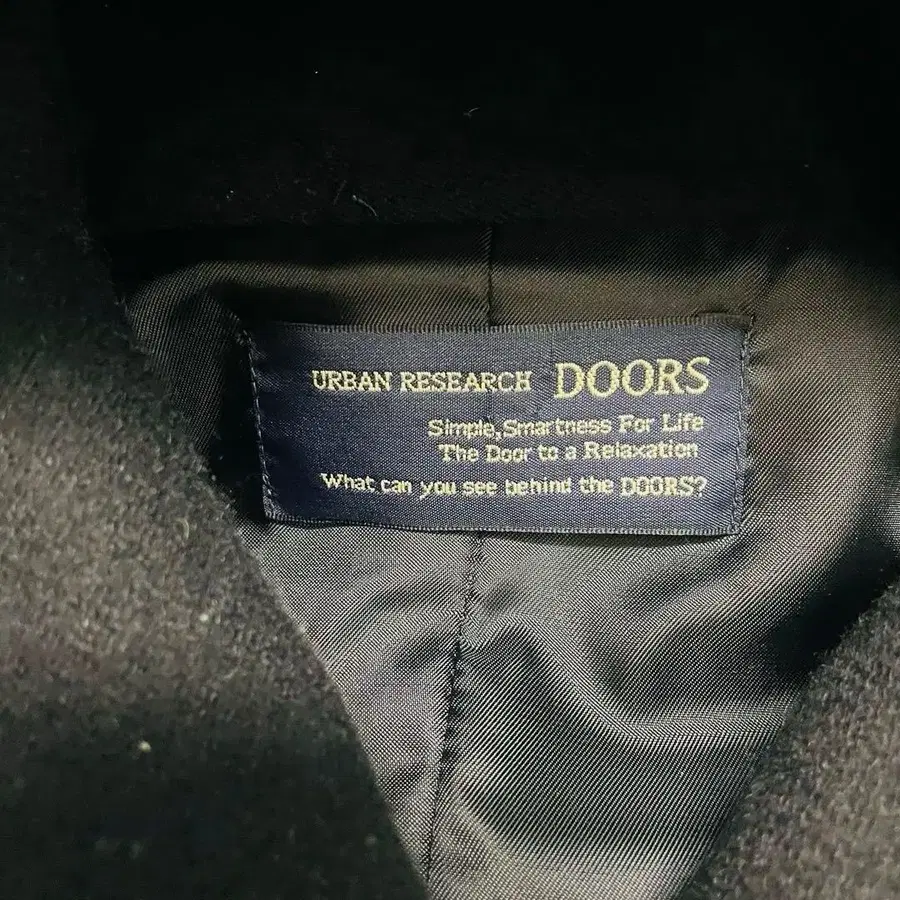 URBAN RESEARCH DOORS
Simple,Smartness For Life
The Door to a Relaxation
What can you see behind the DOORS?